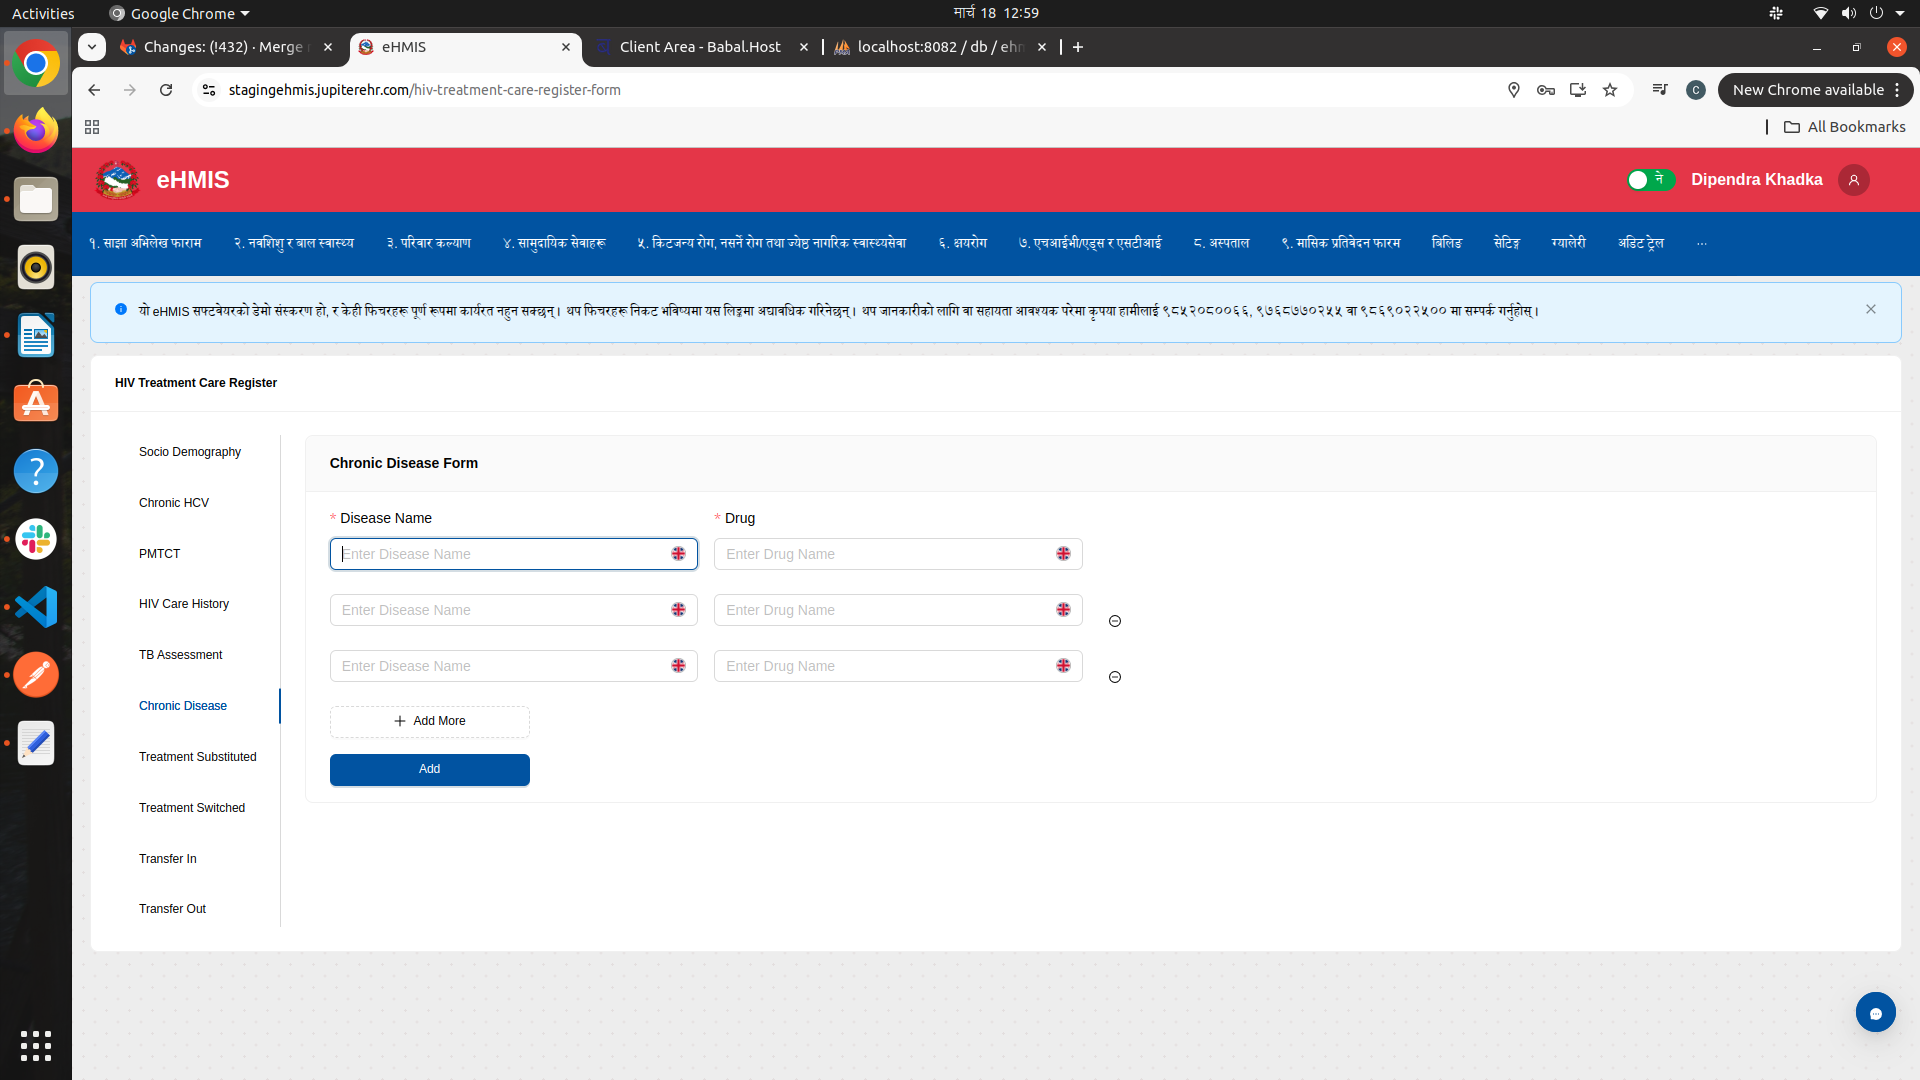 Activities
Google Chrome
मार्च 18 12:59
Changes: (!432) · Merge
eHMIS
Client Area - Babal.Host
localhost:8082 / db / ehm
stagingehmis.jupiterehr.com/hiv-treatment-care-register-form
C
New Chrome available
All Bookmarks
eHMIS
ने
Dipendra Khadka
१. साझा अभिलेख फाराम
२. नवशिशु र बाल स्वास्थ्य
३. परिवार कल्याण
४. सामुदायिक सेवाहरू
५. किटजन्य रोग, नसर्ने रोग तथा ज्येष्ठ नागरिक स्वास्थ्यसेवा
६. क्षयरोग
७. एचआईभी/एड्स र एसटीआई
८. अस्पताल
९. मासिक प्रतिवेदन फारम
बिलिङ
सेटिङ्ग
ग्यालेरी
अडिट ट्रेल
...
यो eHMIS सफ्टवेयरको डेमो संस्करण हो, र केही फिचरहरू पूर्ण रूपमा कार्यरत नहुन सक्छन्। थप फिचरहरू निकट भविष्यमा यस लिङ्कमा अद्यावधिक गरिनेछन्। थप जानकारीको लागि वा सहायता आवश्यक परेमा कृपया हामीलाई ९८५२०८००६६, ९७६८७७०२५५ वा ९८६९०२२५०० मा सम्पर्क गर्नुहोस्।
HIV Treatment Care Register
Socio Demography
Chronic HCV
PMTCT
HIV Care History
TB Assessment
Chronic Disease
Treatment Substituted
Treatment Switched
Transfer In
Transfer Out
Chronic Disease Form
* Disease Name
* Drug
Enter Disease Name
Enter Drug Name
Enter Disease Name
Enter Drug Name
Enter Disease Name
Enter Drug Name
Add More
Add